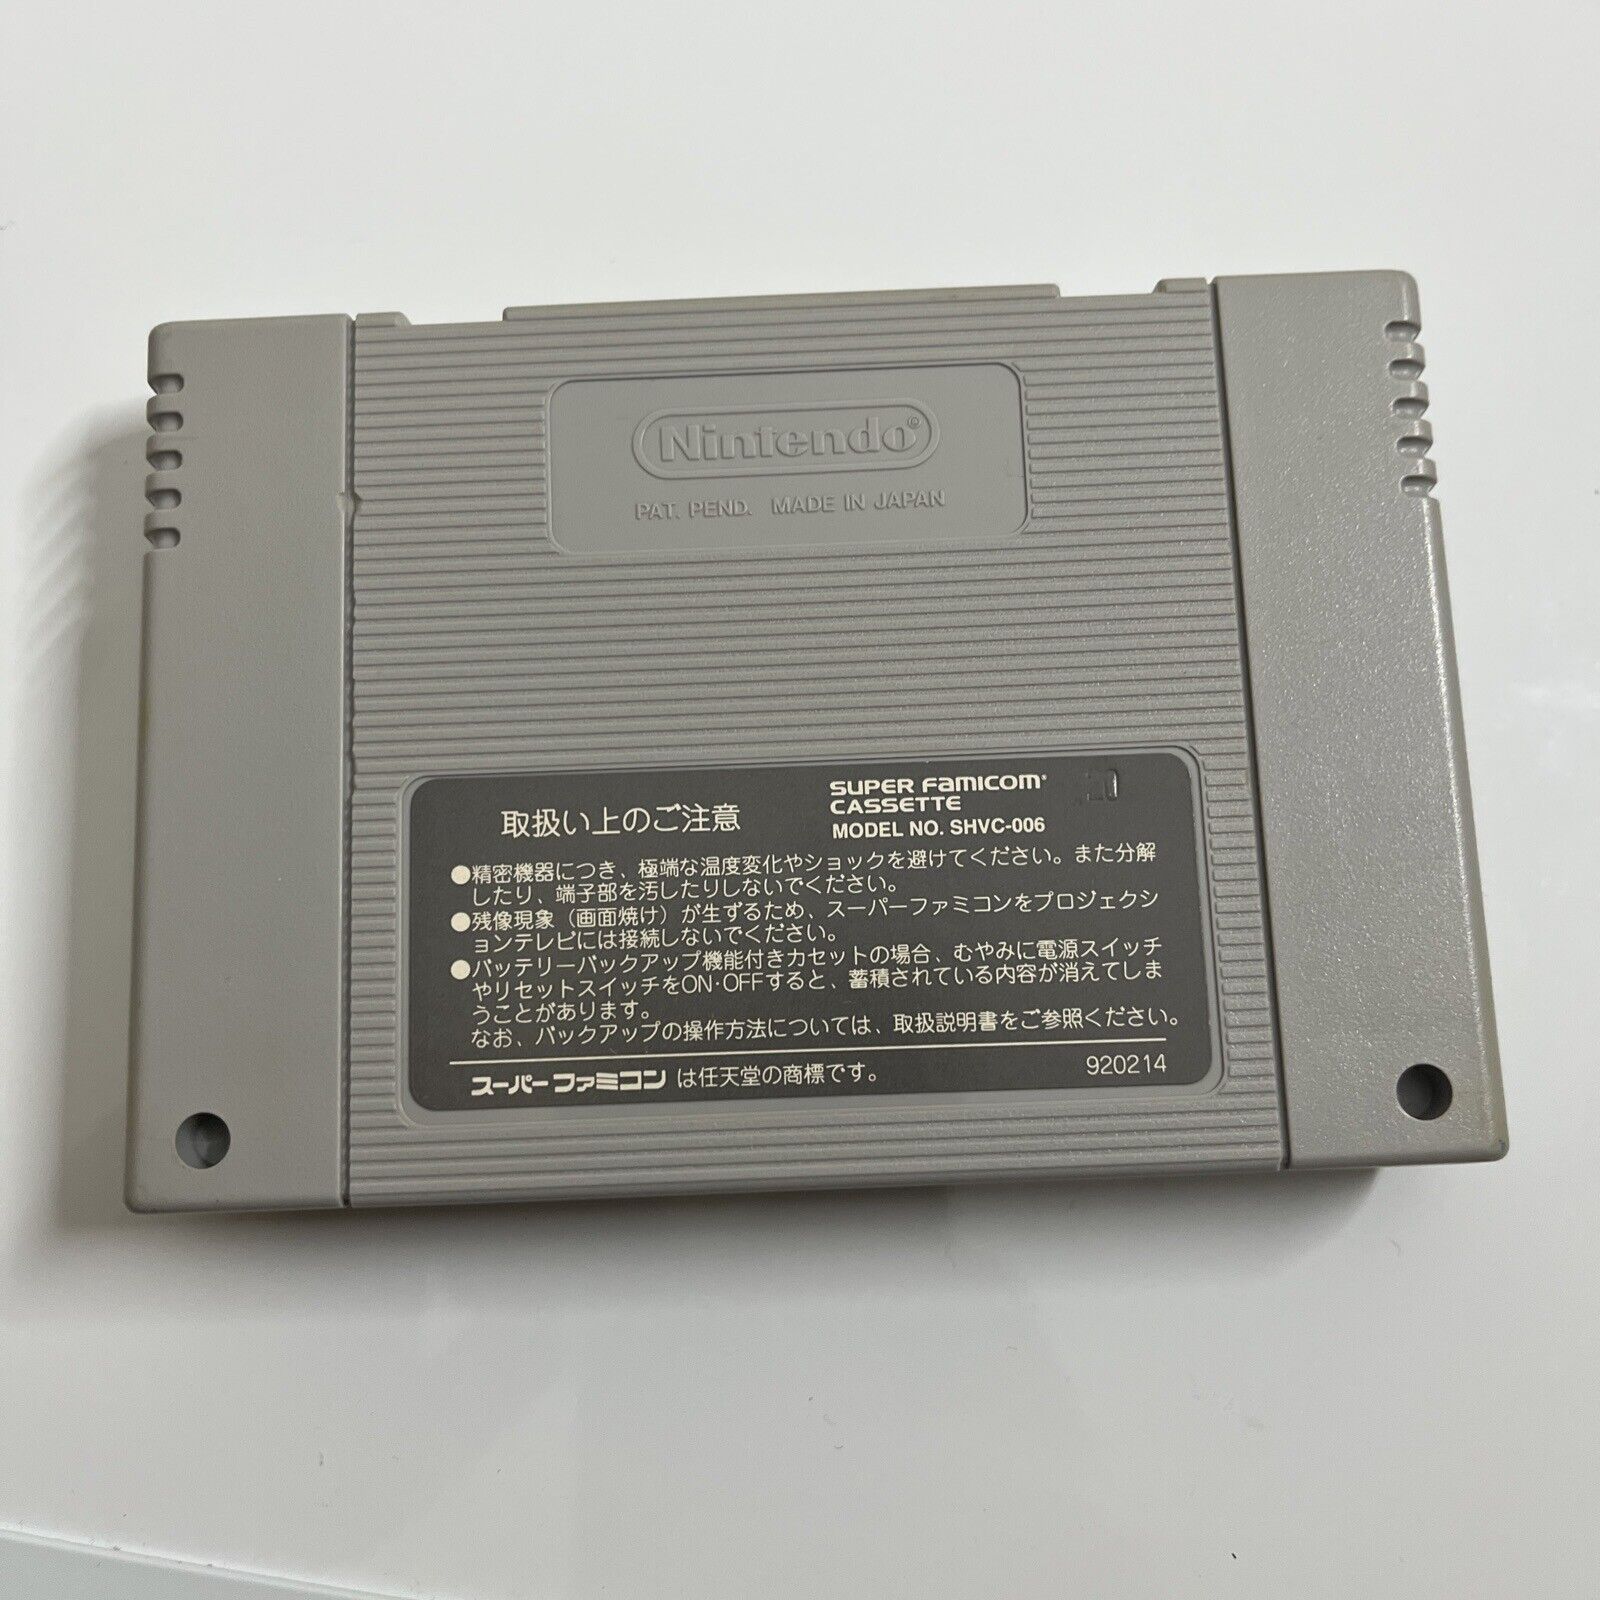 Nintendo®
PAT. PEND. MADE IN JAPAN
取扱い上のご注意
SUPER FAMICOM®
CASSETTE
MODEL NO. SHVC-006
●精密機器につき、極端な温度変化やショックを避けてください。また分解
したり、端子部を汚したりしないでください。
●残像現象（画面焼け）が生ずるため、スーパーファミコンをプロジェクシ
ョンテレビには接続しないでください。
●バッテリーバックアップ機能付きカセットの場合、むやみに電源スイッチ
やリセットスイッチをON·OFFすると、蓄積されている内容が消えてしま
うことがあります。
なお、バックアップの操作方法については、取扱説明書をご参照ください。
スーパーファミコン は任天堂の商標です。
920214